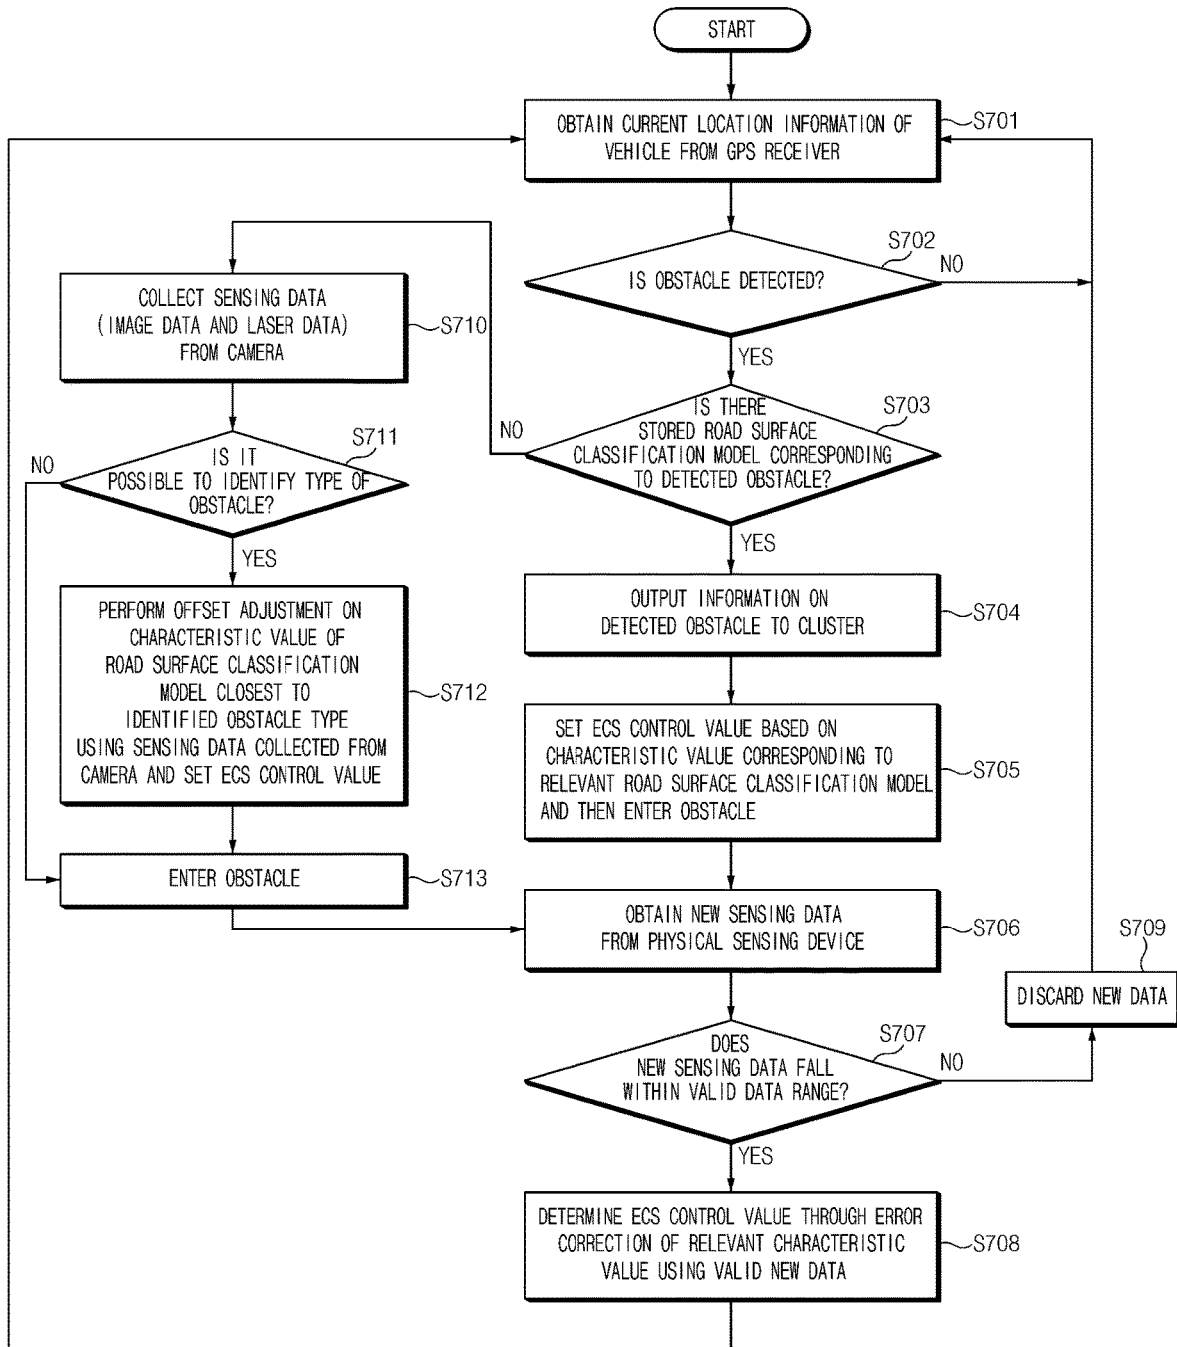 START
OBTAIN CURRENT LOCATION INFORMATION OF
VEHICLE FROM GPS RECEIVER
S701
IS OBSTACLE DETECTED?
S702
NO
YES
IS THERE
STORED ROAD SURFACE
CLASSIFICATION MODEL CORRESPONDING
TO DETECTED OBSTACLE?
S703
NO
YES
COLLECT SENSING DATA
(IMAGE DATA AND LASER DATA)
FROM CAMERA
S710
IS IT
POSSIBLE TO IDENTIFY TYPE OF
OBSTACLE?
S711
NO
YES
PERFORM OFFSET ADJUSTMENT ON
CHARACTERISTIC VALUE OF
ROAD SURFACE CLASSIFICATION
MODEL CLOSEST TO
IDENTIFIED OBSTACLE TYPE
USING SENSING DATA COLLECTED FROM
CAMERA AND SET ECS CONTROL VALUE
S712
ENTER OBSTACLE
S713
OUTPUT INFORMATION ON
DETECTED OBSTACLE TO CLUSTER
S704
SET ECS CONTROL VALUE BASED ON
CHARACTERISTIC VALUE CORRESPONDING TO
RELEVANT ROAD SURFACE CLASSIFICATION MODEL
AND THEN ENTER OBSTACLE
S705
OBTAIN NEW SENSING DATA
FROM PHYSICAL SENSING DEVICE
S706
DOES
NEW SENSING DATA FALL
WITHIN VALID DATA RANGE?
S707
NO
YES
DISCARD NEW DATA
S709
DETERMINE ECS CONTROL VALUE THROUGH ERROR
CORRECTION OF RELEVANT CHARACTERISTIC
VALUE USING VALID NEW DATA
S708